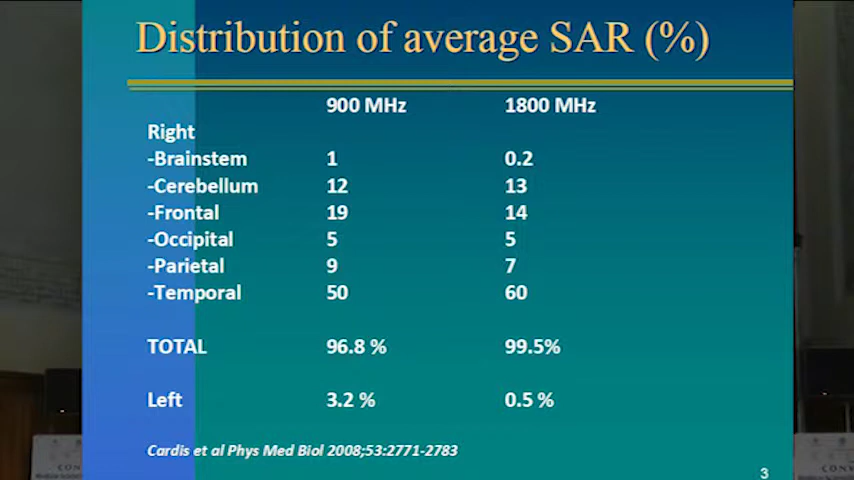 Distribution of average SAR (%)
900 MHz 1800 MHz
Right
-Brainstem 1 0.2
-Cerebellum 12 13
-Frontal 19 14
-Occipital 5 5
-Parietal 9 7
-Temporal 50 60
TOTAL 96.8 % 99.5%
Left 3.2 % 0.5 %
Cardis et al Phys Med Biol 2008;53:2771-2783
3